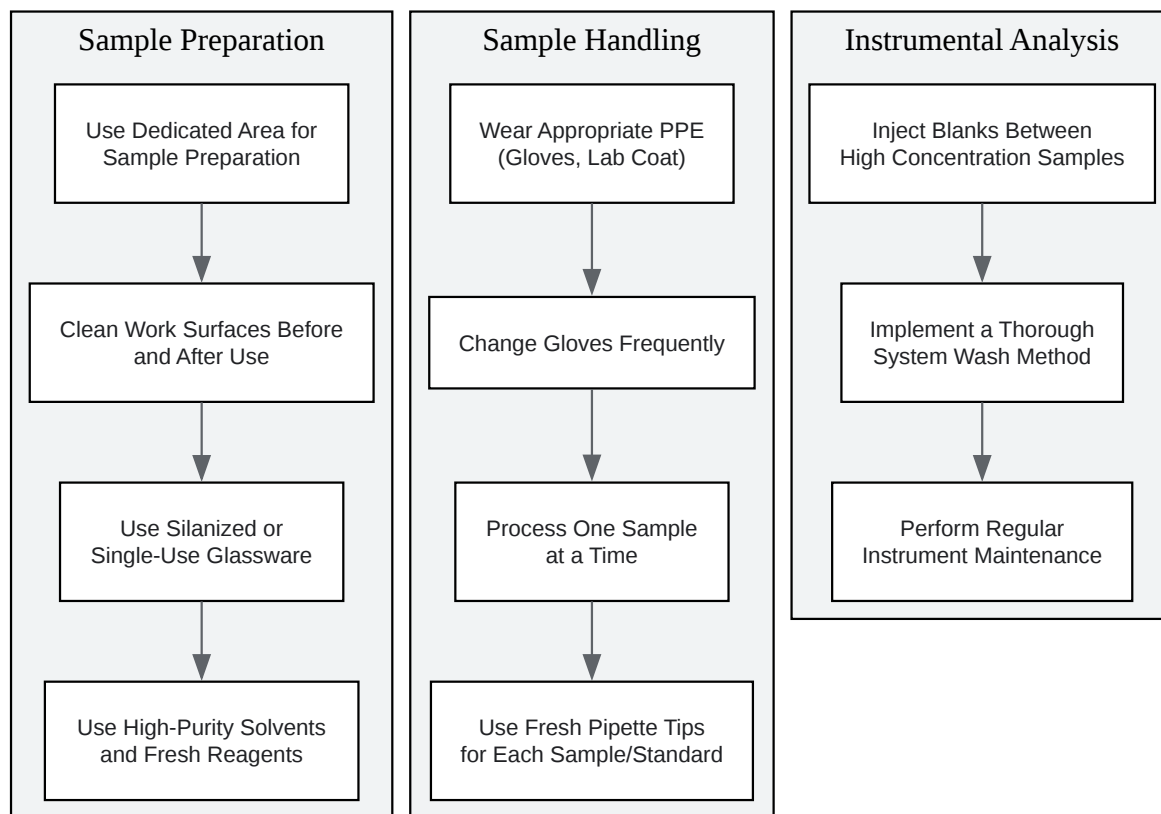 Sample Preparation
Use Dedicated Area for
Sample Preparation
Clean Work Surfaces Before
and After Use
Use Silanized or
Single-Use Glassware
Use High-Purity Solvents
and Fresh Reagents
Sample Handling
Wear Appropriate PPE
(Gloves, Lab Coat)
Change Gloves Frequently
Process One Sample
at a Time
Use Fresh Pipette Tips
for Each Sample/Standard
Instrumental Analysis
Inject Blanks Between
High Concentration Samples
Implement a Thorough
System Wash Method
Perform Regular
Instrument Maintenance